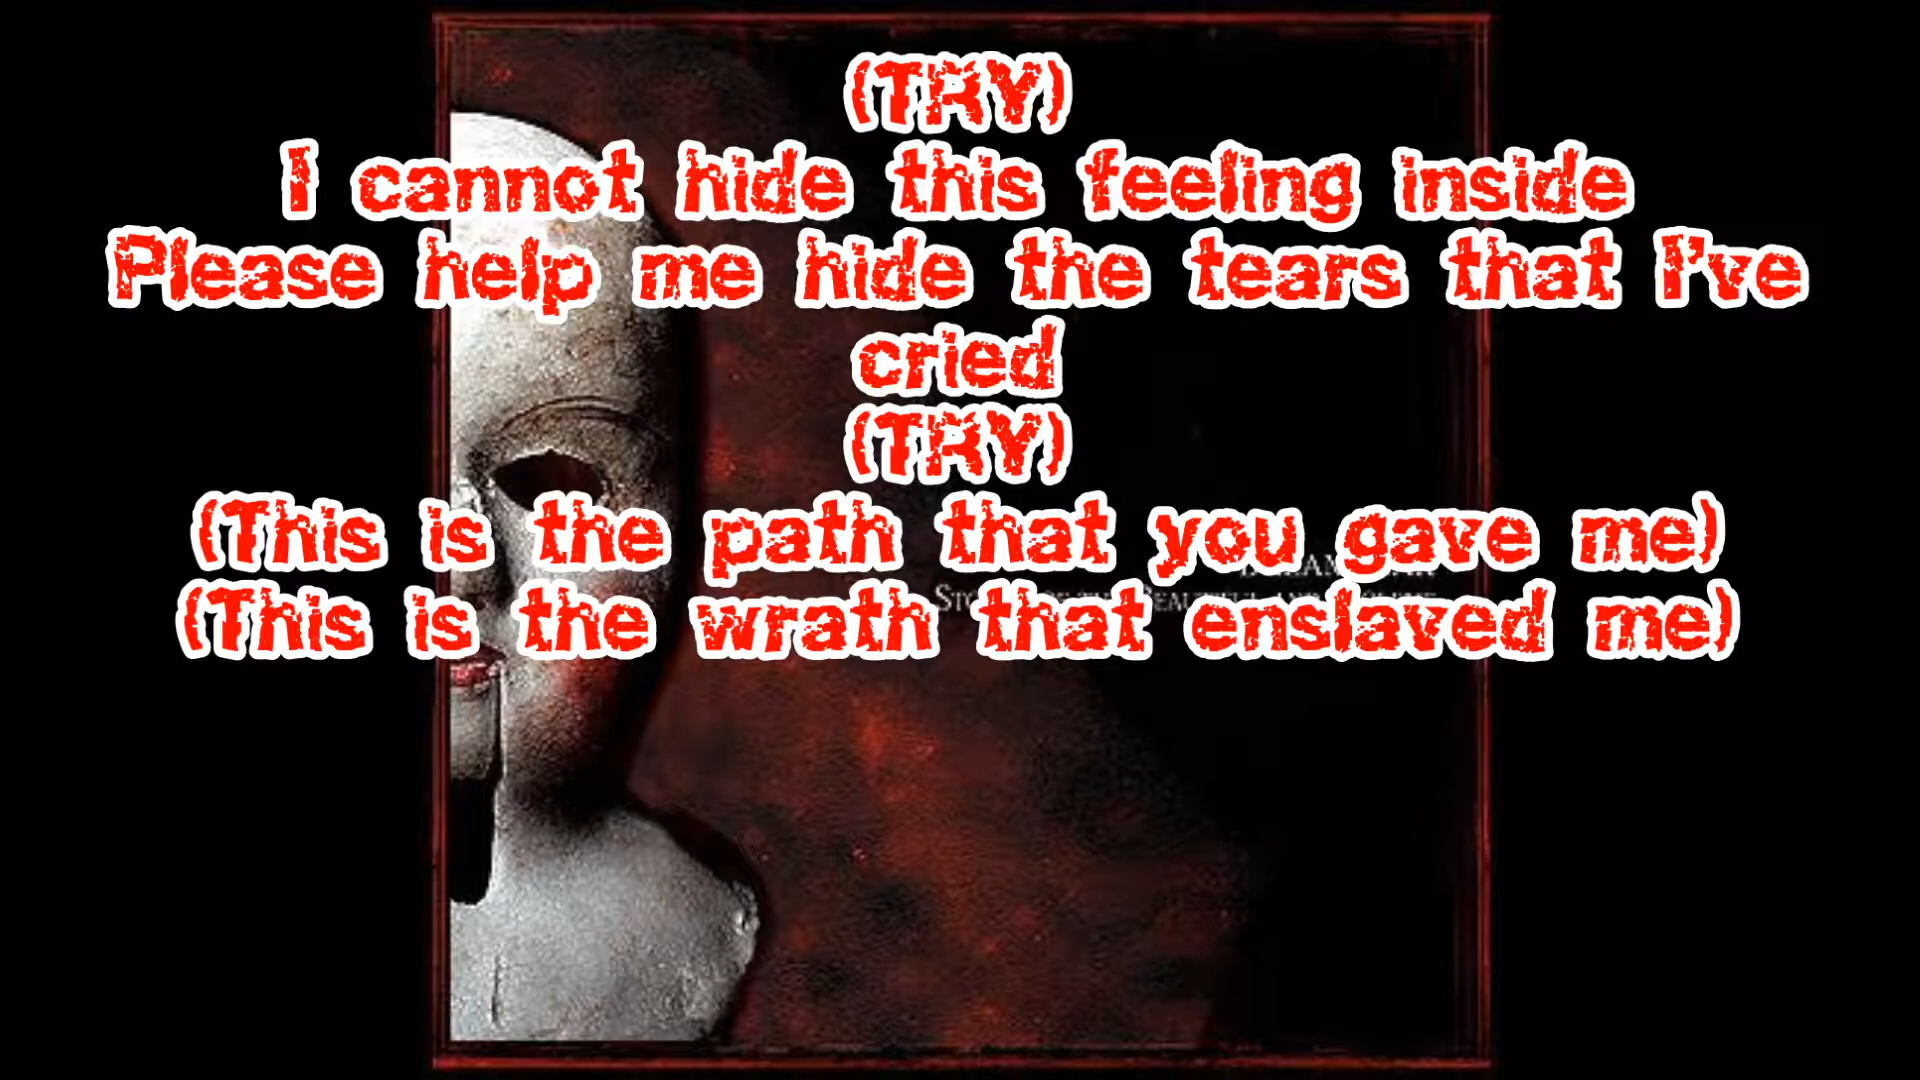 (TRY)
I cannot hide this feeling inside
Please help me hide the tears that I've
cried
(TRY)
(This is the path that you gave me)
(This is the wrath that enslaved me)